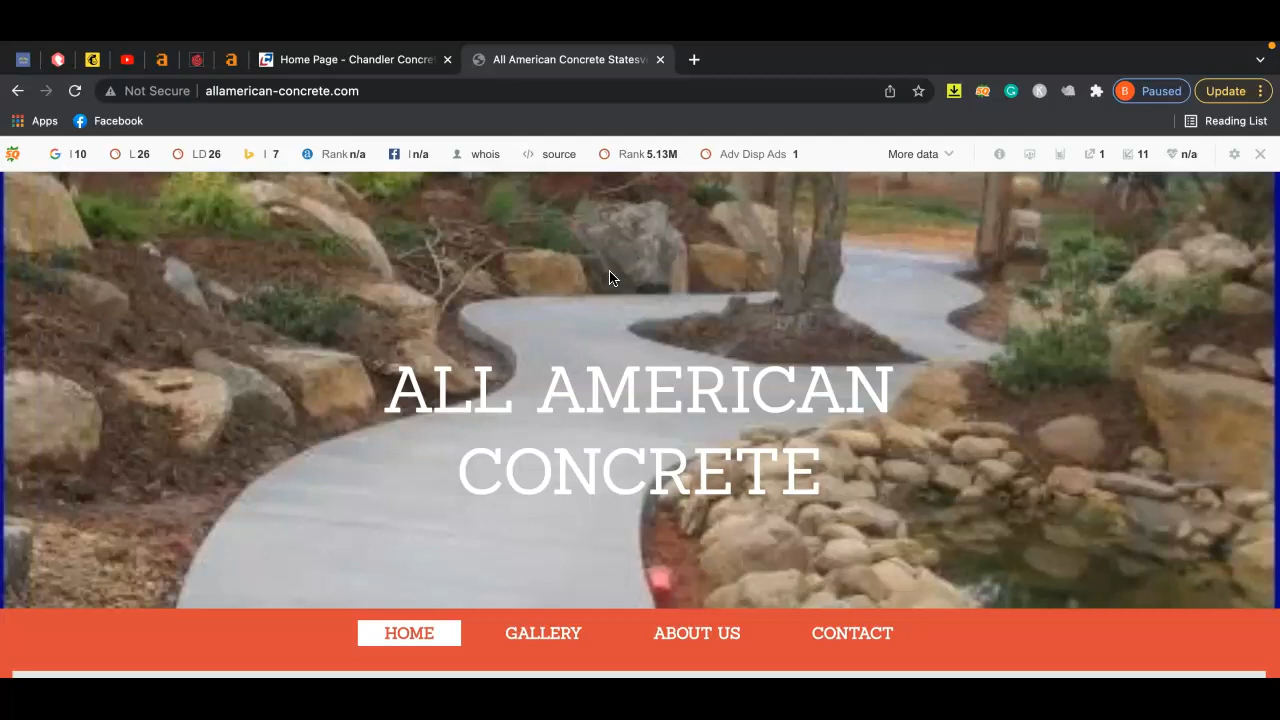 Home Page - Chandler Concre
All American Concrete Statesv
Not Secure
allamerican-concrete.com
B Paused
Update
Apps
Facebook
Reading List
SQ
I 10
L 26
LD 26
I 7
a Rank n/a
I n/a
whois
source
Rank 5.13M
Adv Disp Ads 1
More data
1
11
n/a
ALL AMERICAN
CONCRETE
HOME
GALLERY
ABOUT US
CONTACT